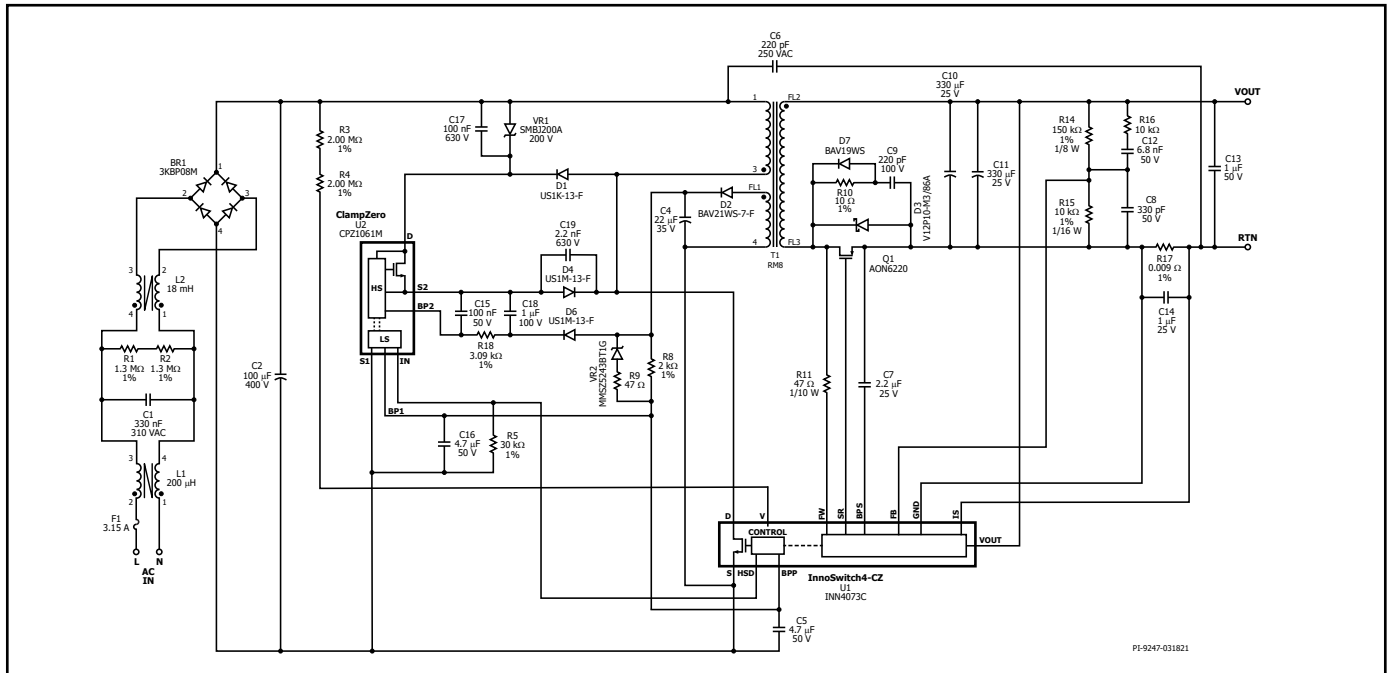 C6
220 pF
250 VAC
C10
330 µF
25 V
VOUT
1
FL2
R3
2.00 MΩ
1%
C17
100 nF
630 V
VR1
SMBJ200A
200 V
R14
150 kΩ
1%
1/8 W
R16
10 kΩ
C12
6.8 nF
50 V
D7
BAV19WS
C9
220 pF
100 V
BR1
3KBP08M
1
2
3
4
R4
2.00 MΩ
1%
3
C11
330 µF
25 V
C13
1 µF
50 V
D1
US1K-13-F
FL1
R10
10 Ω
1%
D3
V12P10-M3/86A
D2
BAV21WS-7-F
C4
22 µF
35 V
R15
10 kΩ
1%
1/16 W
C8
330 pF
50 V
ClampZero
U2
CPZ1061M
D
C19
2.2 nF
630 V
4
FL3
T1
RM8
Q1
AON6220
RTN
R17
0.009 Ω
1%
D4
US1M-13-F
3
2
L2
18 mH
4
1
HS
S2
BP2
C15
100 nF
50 V
C18
1 µF
100 V
D6
US1M-13-F
C14
1 µF
25 V
LS
S1
IN
R18
3.09 kΩ
1%
R1
1.3 MΩ
1%
R2
1.3 MΩ
1%
C2
100 µF
400 V
VR2
MMSZ5243BT1G
R9
47 Ω
R8
2 kΩ
1%
R11
47 Ω
1/10 W
C7
2.2 µF
25 V
C1
330 nF
310 VAC
BP1
C16
4.7 µF
50 V
R5
30 kΩ
1%
3
4
L1
200 µH
2
1
F1
3.15 A
L
N
AC
IN
D
V
FW
SR
BPS
FB
GND
IS
CONTROL
VOUT
S
HSD
BPP
InnoSwitch4-CZ
U1
INN4073C
C5
4.7 µF
50 V
PI-9247-031821